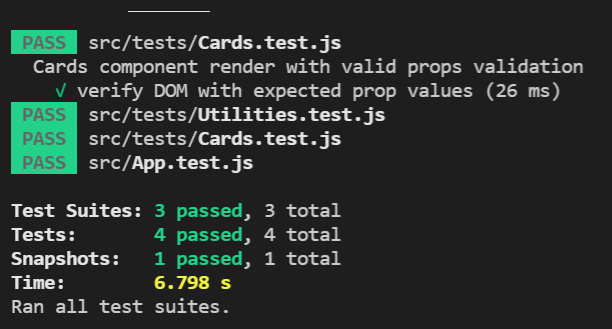 PASS src/tests/Cards.test.js
Cards component render with valid props validation
√ verify DOM with expected prop values (26 ms)
PASS src/tests/Utilities.test.js
PASS src/tests/Cards.test.js
PASS src/App.test.js
Test Suites: 3 passed, 3 total
Tests: 4 passed, 4 total
Snapshots: 1 passed, 1 total
Time: 6.798 s
Ran all test suites.